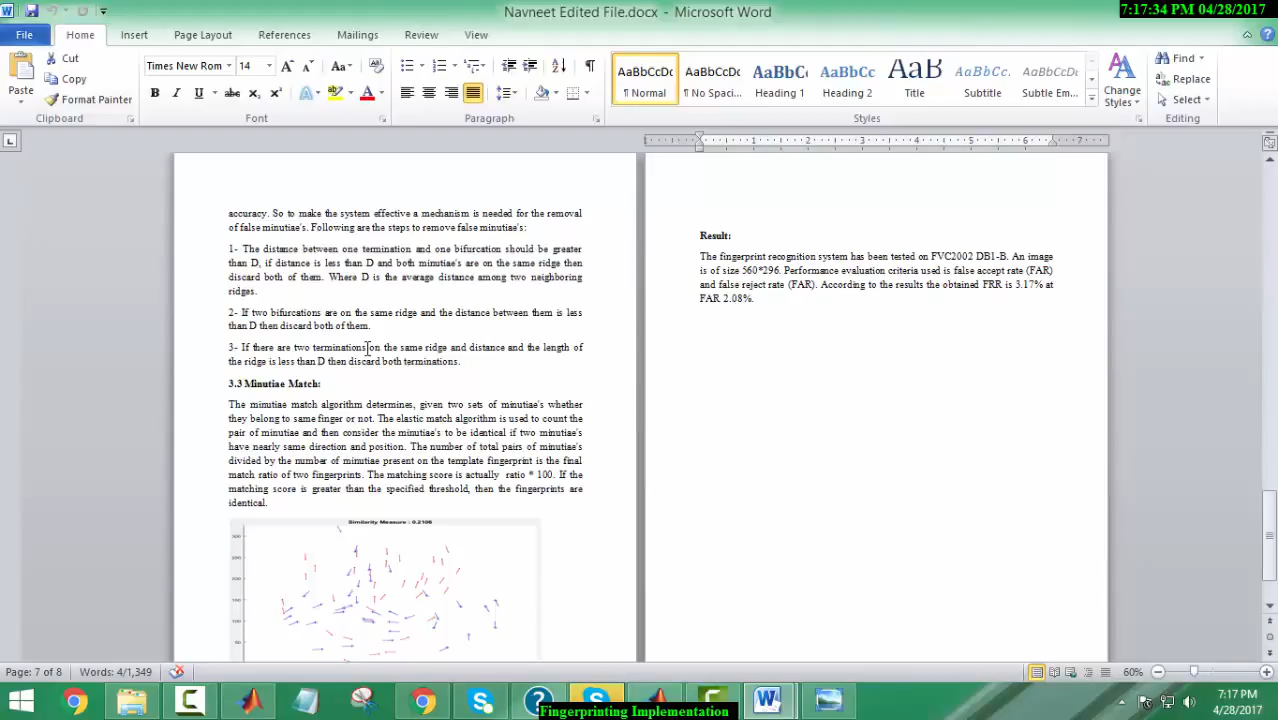 Navneet Edited File.docx - Microsoft Word
7:17:34 PM 04/28/2017
File Home Insert Page Layout References Mailings Review View
Paste
Cut
Copy
Format Painter
Clipboard
Times New Rom 14
Font
Paragraph
AaBbCcDc AaBbCcDc AaBbC AaBbCc AaB AaBbCcL AaBbCcDc
¶ Normal ¶ No Spaci... Heading 1 Heading 2 Title Subtitle Subtle Em...
Change Styles
Styles
Find
Replace
Select
Editing
1 2 3 4 5 6 7
accuracy. So to make the system effective a mechanism is needed for the removal
of false minutiae's. Following are the steps to remove false minutiae's:
1- The distance between one termination and one bifurcation should be greater
than D, if distance is less than D and both minutiae's are on the same ridge then
discard both of them. Where D is the average distance among two neighboring
ridges.
2- If two bifurcations are on the same ridge and the distance between them is less
than D then discard both of them.
3- If there are two terminations on the same ridge and distance and the length of
the ridge is less than D then discard both terminations.
3.3 Minutiae Match:
The minutiae match algorithm determines, given two sets of minutiae's whether
they belong to same finger or not. The elastic match algorithm is used to count the
pair of minutiae and then consider the minutiae's to be identical if two minutiae's
have nearly same direction and position. The number of total pairs of minutiae's
divided by the number of minutiae present on the template fingerprint is the final
match ratio of two fingerprints. The matching score is actually ratio * 100. If the
matching score is greater than the specified threshold, then the fingerprints are
identical.
Similarity Measure : 0.2106
300
250
200
150
100
50
Result:
The fingerprint recognition system has been tested on FVC2002 DB1-B. An image
is of size 560*296. Performance evaluation criteria used is false accept rate (FAR)
and false reject rate (FAR). According to the results the obtained FRR is 3.17% at
FAR 2.08%.
Page: 7 of 8 Words: 4/1,349
60%
7:17 PM
4/28/2017
Fingerprinting Implementation